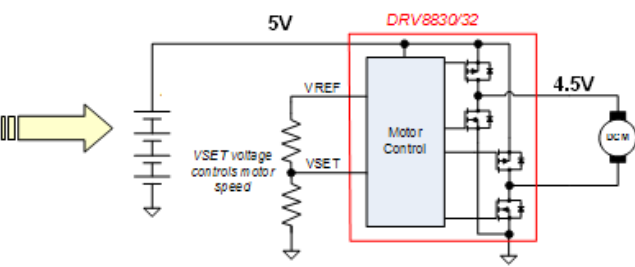 DRV8830/32
5V
VREF
4.5V
Motor
Control
DCM
VSET voltage
controls motor
speed
VSET